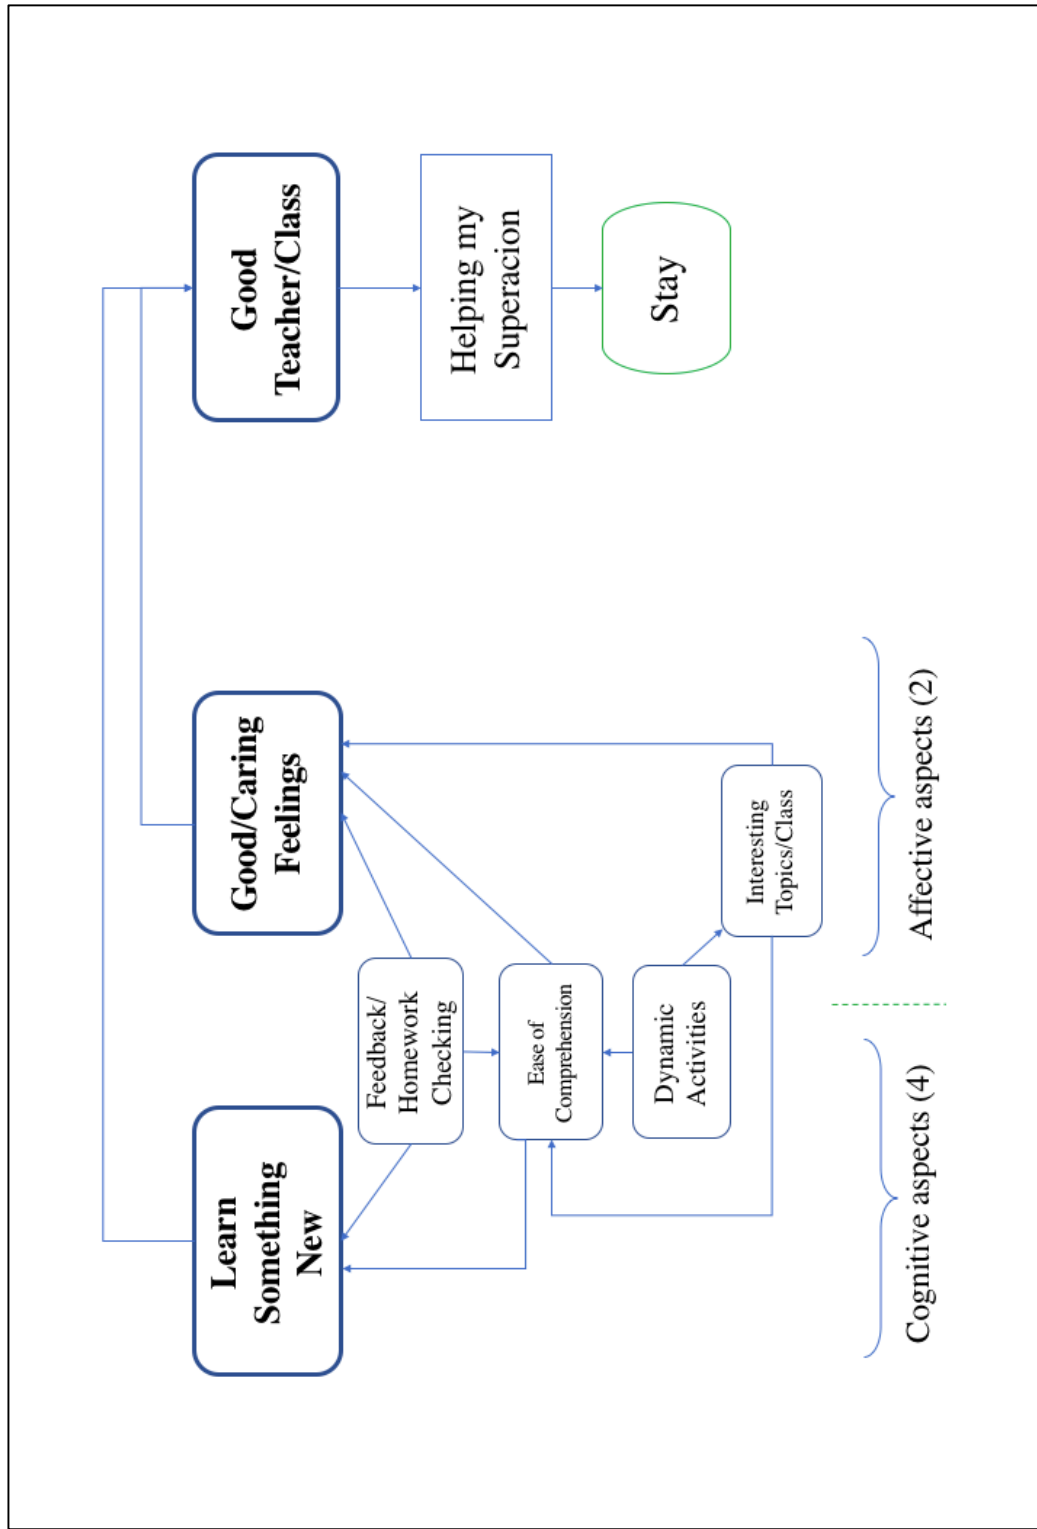 Learn
Something
New
Good/Caring
Feelings
Good
Teacher/Class
Feedback/
Homework
Checking
Helping my
Superacion
Ease of
Comprehension
Stay
Dynamic
Activities
Interesting
Topics/Class
Cognitive aspects (4)
Affective aspects (2)